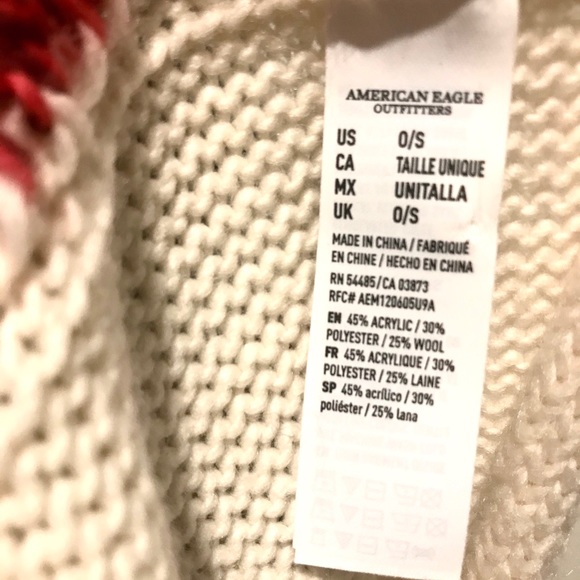 AMERICAN EAGLE
OUTFITTERS
US O/S
CA TAILLE UNIQUE
MX UNITALLA
UK O/S
MADE IN CHINA / FABRIQUÉ
EN CHINE / HECHO EN CHINA
RN 54485/CA 03873
RFC# AEM120605U9A
EN 45% ACRYLIC / 30%
POLYESTER / 25% WOOL
FR 45% ACRYLIQUE / 30%
POLYESTER / 25% LAINE
SP 45% acrílico / 30%
poliéster / 25% lana